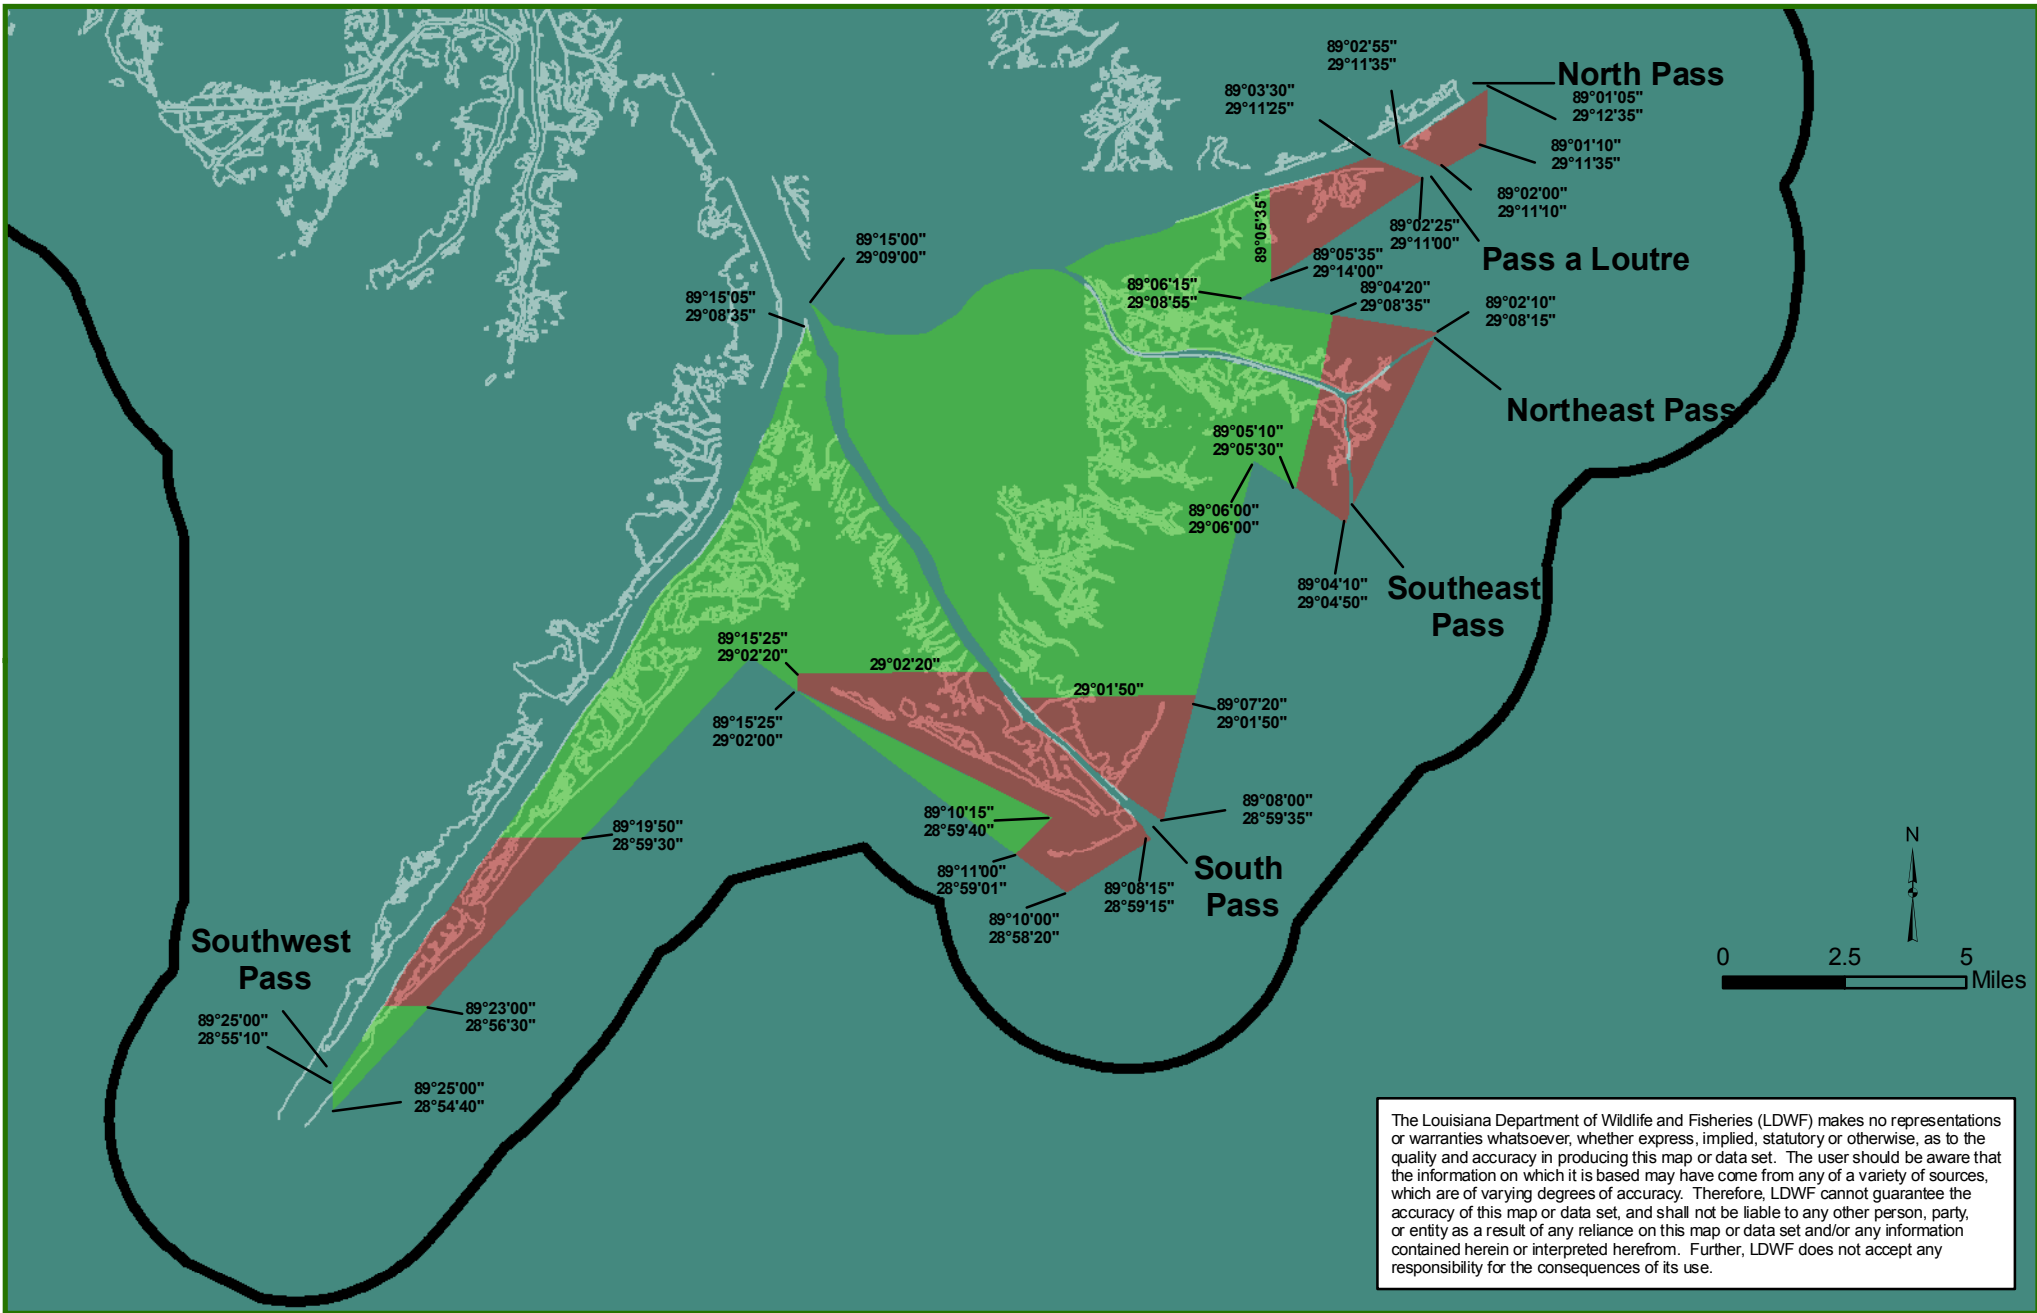 89°02'55"
29°11'35"
North Pass
89°03'30"
29°11'25"
89°01'05"
29°12'35"
89°01'10"
29°11'35"
89°02'00"
29°11'10"
89°05'35"
89°02'25"
29°11'00"
Pass a Loutre
89°15'00"
29°09'00"
89°05'35"
29°14'00"
89°06'15"
29°08'55"
89°04'20"
29°08'35"
89°02'10"
29°08'15"
89°15'05"
29°08'35"
Northeast Pass
89°05'10"
29°05'30"
89°06'00"
29°06'00"
89°04'10"
29°04'50"
Southeast
Pass
89°15'25"
29°02'20"
29°02'20"
29°01'50"
89°07'20"
29°01'50"
89°15'25"
29°02'00"
89°10'15"
28°59'40"
89°08'00"
28°59'35"
89°19'50"
28°59'30"
89°11'00"
28°59'01"
89°08'15"
28°59'15"
South
Pass
89°10'00"
28°58'20"
N
0 2.5 5
Miles
Southwest
Pass
89°25'00"
28°55'10"
89°23'00"
28°56'30"
89°25'00"
28°54'40"
The Louisiana Department of Wildlife and Fisheries (LDWF) makes no representations
or warranties whatsoever, whether express, implied, statutory or otherwise, as to the
quality and accuracy in producing this map or data set. The user should be aware that
the information on which it is based may have come from any of a variety of sources,
which are of varying degrees of accuracy. Therefore, LDWF cannot guarantee the
accuracy of this map or data set, and shall not be liable to any other person, party,
or entity as a result of any reliance on this map or data set and/or any information
contained herein or interpreted herefrom. Further, LDWF does not accept any
responsibility for the consequences of its use.